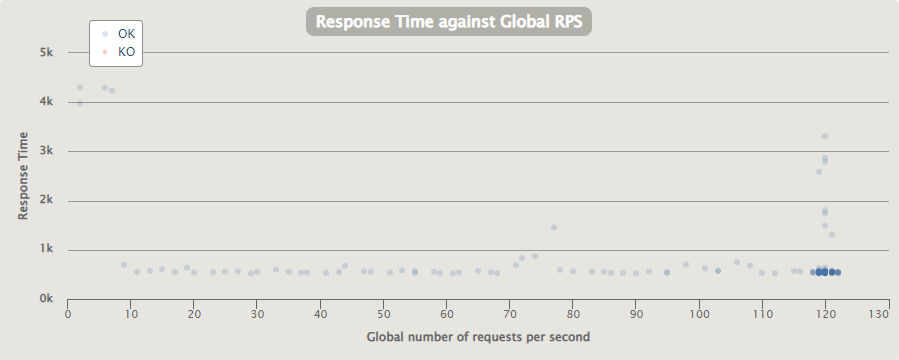 Response Time against Global RPS
OK
KO
5k
4k
3k
2k
1k
0k
Response Time
0 10 20 30 40 50 60 70 80 90 100 110 120 130
Global number of requests per second